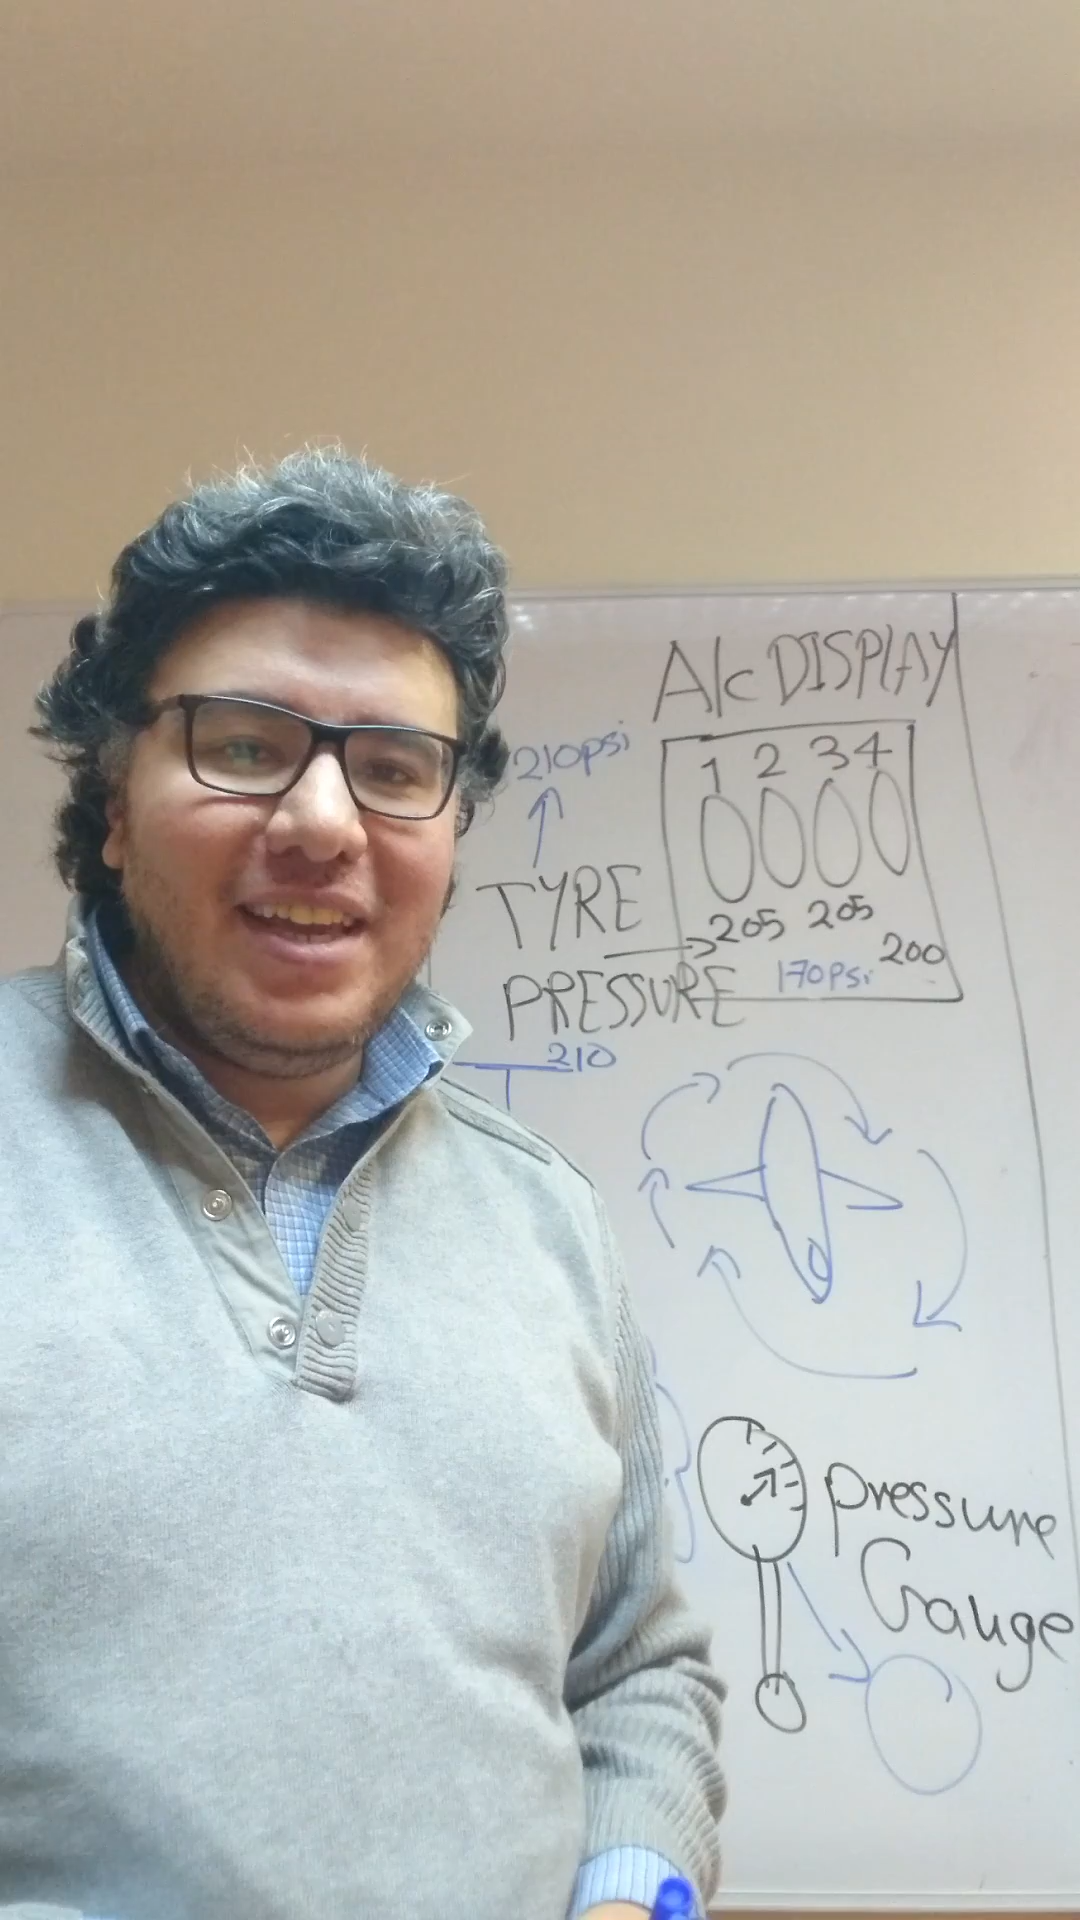 A/C DISPLAY
210psi
1 2 3 4
TYRE
205 205
200
PRESSURE
170PSi
210
Pressure
Gauge